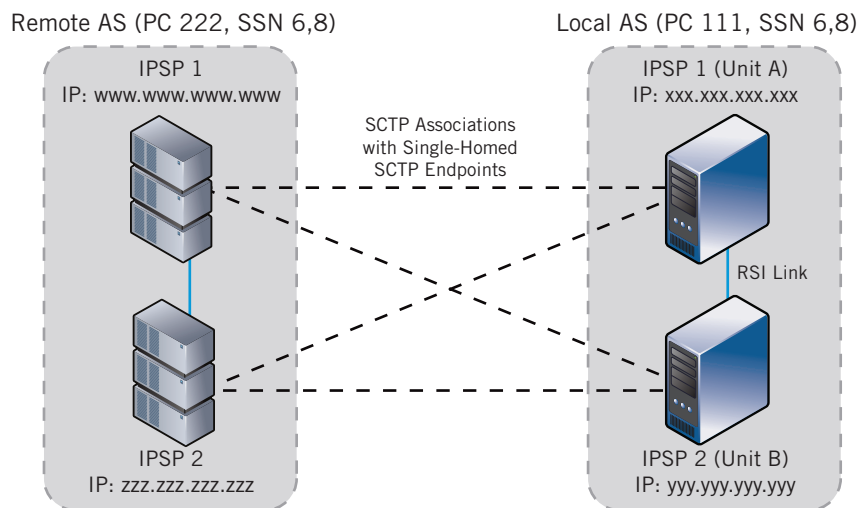 Remote AS (PC 222, SSN 6,8)
Local AS (PC 111, SSN 6,8)
IPSP 1
IP: www.www.www.www
IPSP 1 (Unit A)
IP: xxx.xxx.xxx.xxx
SCTP Associations
with Single-Homed
SCTP Endpoints
RSI Link
IPSP 2
IP: zzz.zzz.zzz.zzz
IPSP 2 (Unit B)
IP: yyy.yyy.yyy.yyy